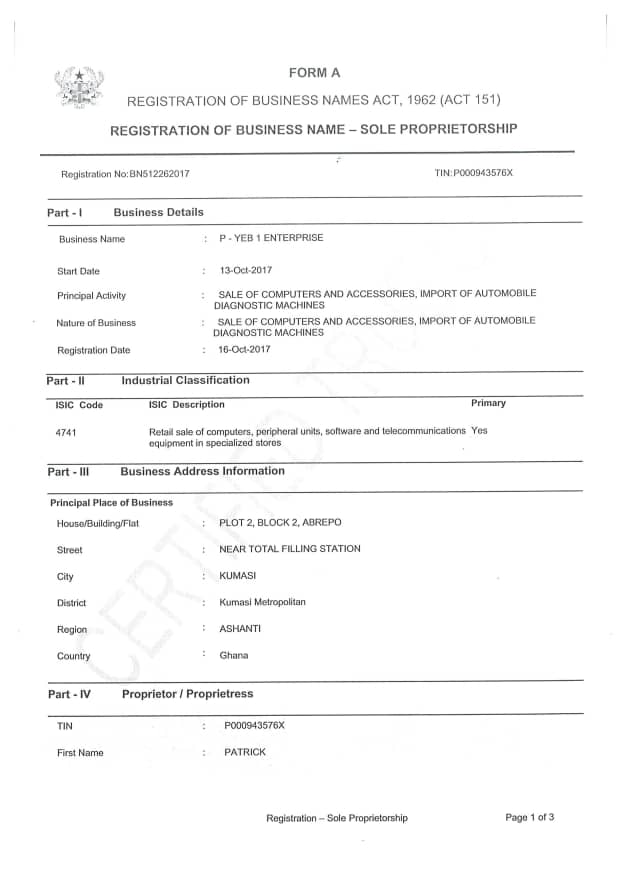 FORM A
REGISTRATION OF BUSINESS NAMES ACT, 1962 (ACT 151)
REGISTRATION OF BUSINESS NAME – SOLE PROPRIETORSHIP
Registration No:BN512262017 TIN:P000943576X
Part - I Business Details
Business Name : P - YEB 1 ENTERPRISE
Start Date : 13-Oct-2017
Principal Activity : SALE OF COMPUTERS AND ACCESSORIES, IMPORT OF AUTOMOBILE
DIAGNOSTIC MACHINES
Nature of Business : SALE OF COMPUTERS AND ACCESSORIES, IMPORT OF AUTOMOBILE
DIAGNOSTIC MACHINES
Registration Date : 16-Oct-2017
Part - II Industrial Classification
ISIC Code ISIC Description Primary
4741 Retail sale of computers, peripheral units, software and telecommunications Yes
equipment in specialized stores
Part - III Business Address Information
Principal Place of Business
House/Building/Flat : PLOT 2, BLOCK 2, ABREPO
Street : NEAR TOTAL FILLING STATION
City : KUMASI
District : Kumasi Metropolitan
Region : ASHANTI
Country : Ghana
Part - IV Proprietor / Proprietress
TIN : P000943576X
First Name : PATRICK
Registration – Sole Proprietorship Page 1 of 3
CERTIFIED